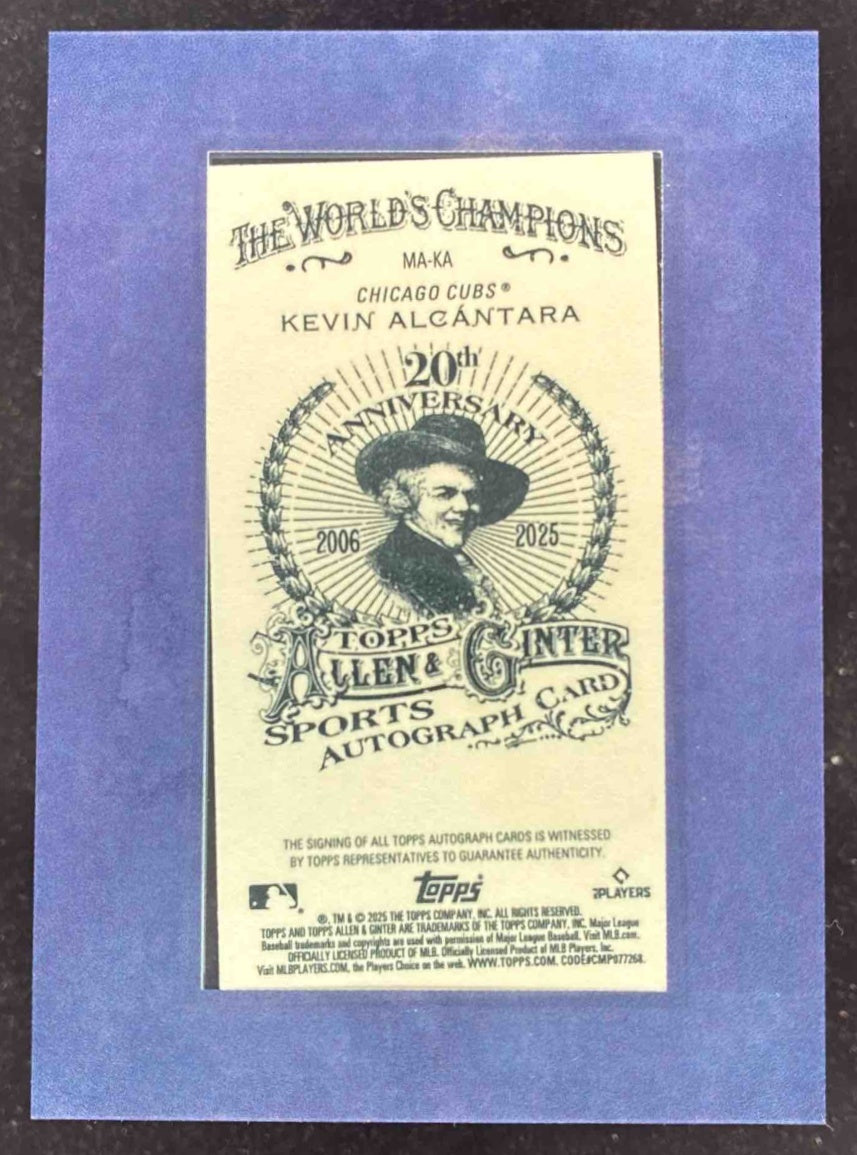 THE WORLD'S CHAMPIONS
MA-KA
CHICAGO CUBS®
KEVIN ALCÁNTARA
20th
ANNIVERSARY
2006 2025
TOPPS
ALLEN & GINTER
SPORTS
AUTOGRAPH CARD
THE SIGNING OF ALL TOPPS AUTOGRAPH CARDS IS WITNESSED
BY TOPPS REPRESENTATIVES TO GUARANTEE AUTHENTICITY.
topps®
PLAYERS
®, TM & © 2025 THE TOPPS COMPANY, INC. ALL RIGHTS RESERVED.
TOPPS AND TOPPS ALLEN & GINTER ARE TRADEMARKS OF THE TOPPS COMPANY, INC. Major League
Baseball trademarks and copyrights are used with permission of Major League Baseball. Visit MLB.com.
OFFICIALLY LICENSED PRODUCT OF MLB. Officially Licensed Product of MLB Players, Inc.
Visit MLBPLAYERS.COM, the Players Choice on the web. WWW.TOPPS.COM. CODE#CMP077268.